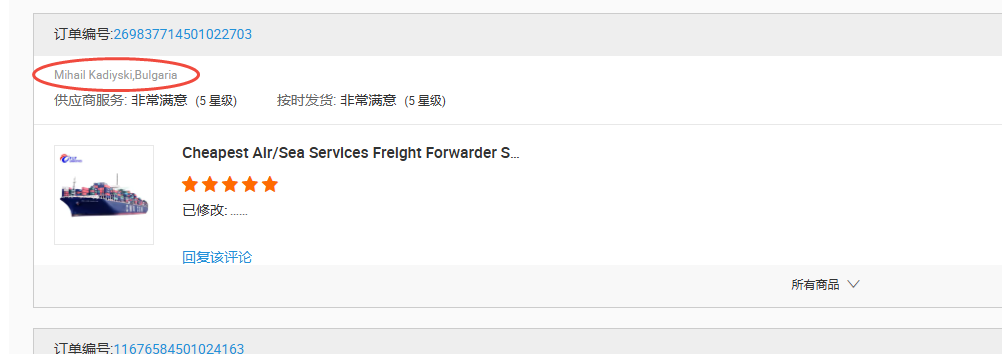 订单编号:269837714501022703
Mihail Kadiyski,Bulgaria
供应商服务: 非常满意 (5 星级) 按时发货: 非常满意 (5 星级)
Cheapest Air/Sea Services Freight Forwarder S...
已修改: ......
回复该评论
所有商品
订单编号:11676584501024163